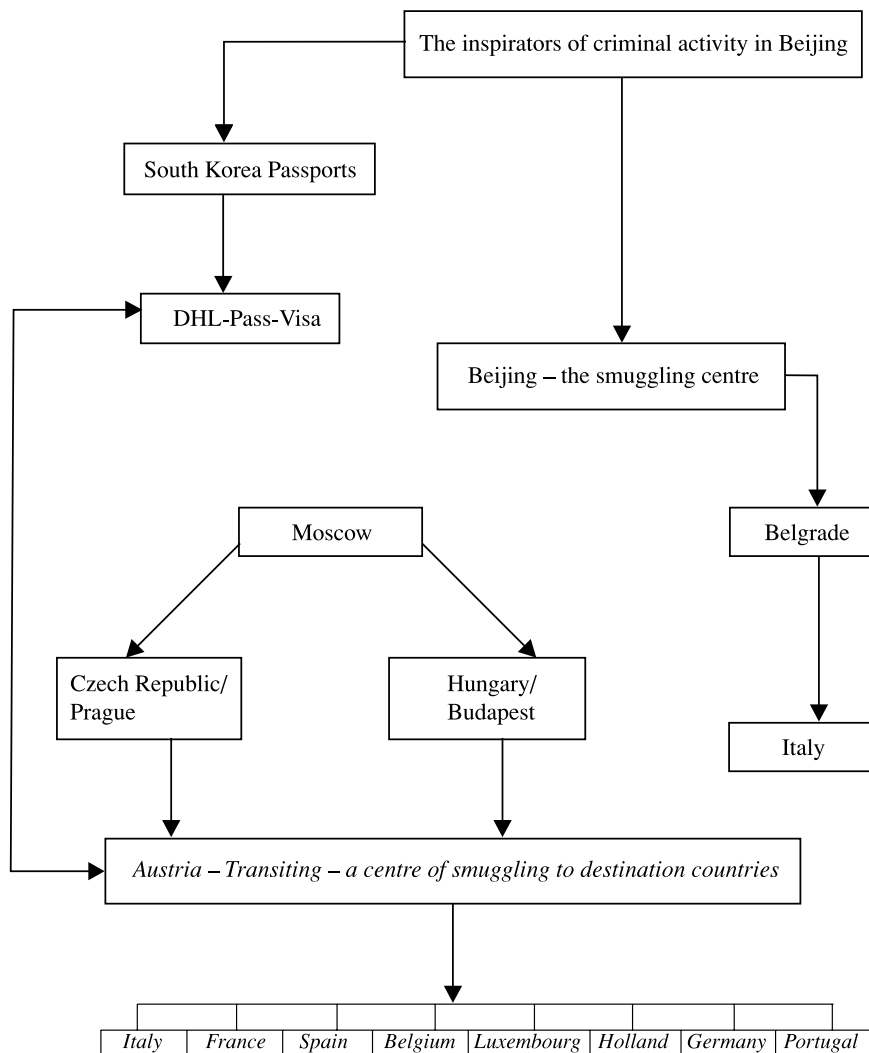 The inspirators of criminal activity in Beijing
South Korea Passports
DHL-Pass-Visa
Beijing – the smuggling centre
Moscow
Belgrade
Czech Republic/
Prague
Hungary/
Budapest
Italy
Austria – Transiting – a centre of smuggling to destination countries
Italy France Spain Belgium Luxembourg Holland Germany Portugal